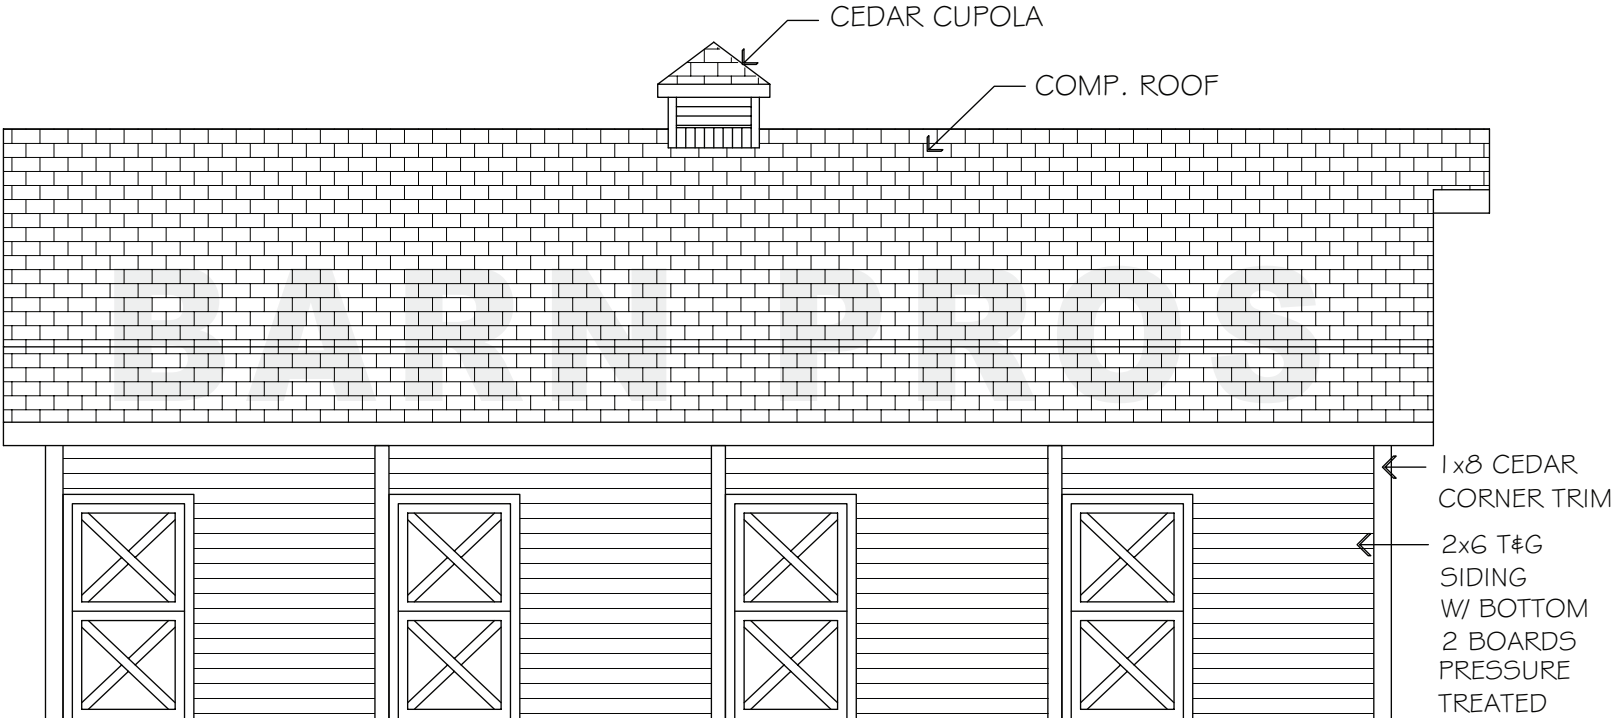 CEDAR CUPOLA
COMP. ROOF
BARN PROS
1x8 CEDAR
CORNER TRIM
2x6 T&G
SIDING
W/ BOTTOM
2 BOARDS
PRESSURE
TREATED